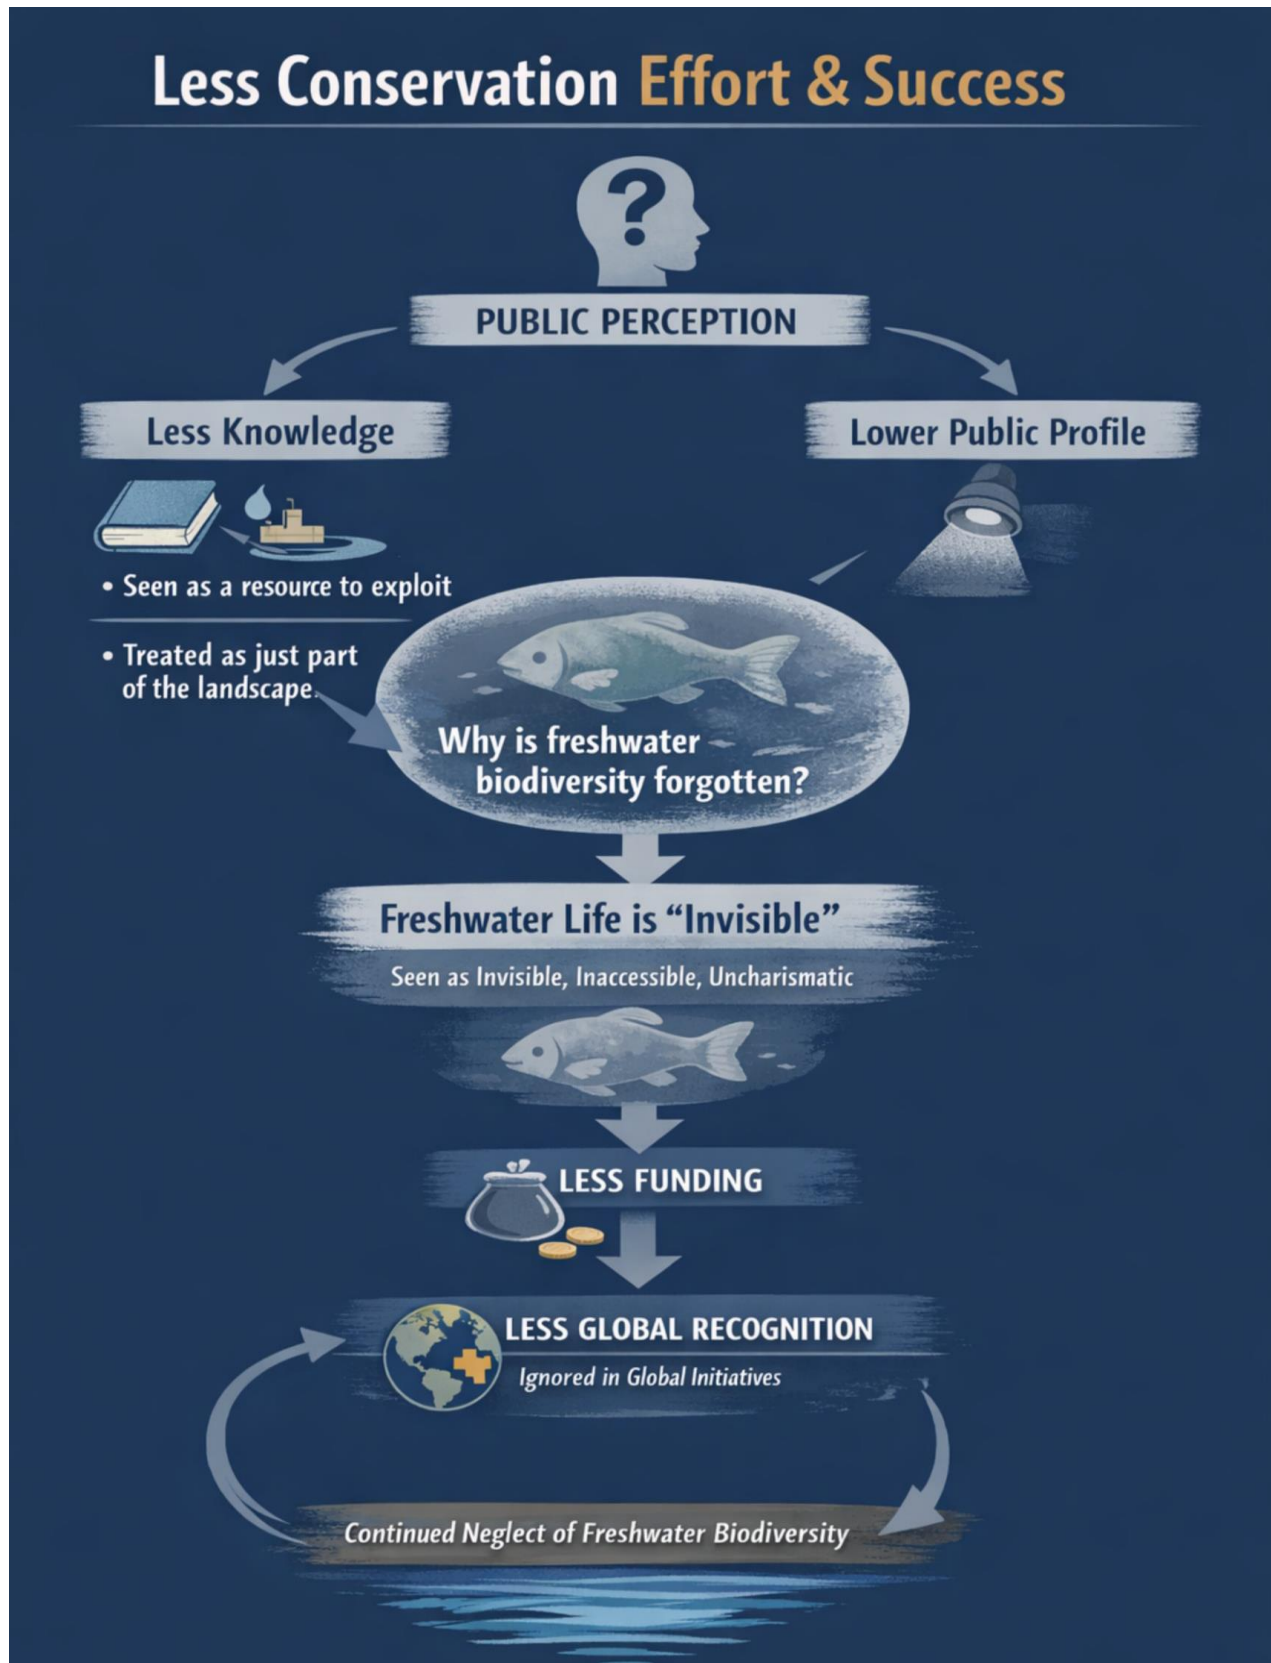 Less Conservation Effort & Success
?
PUBLIC PERCEPTION
Less Knowledge
Lower Public Profile
• Seen as a resource to exploit
• Treated as just part
of the landscape.
Why is freshwater
biodiversity forgotten?
Freshwater Life is “Invisible”
Seen as Invisible, Inaccessible, Uncharismatic
LESS FUNDING
LESS GLOBAL RECOGNITION
Ignored in Global Initiatives
Continued Neglect of Freshwater Biodiversity